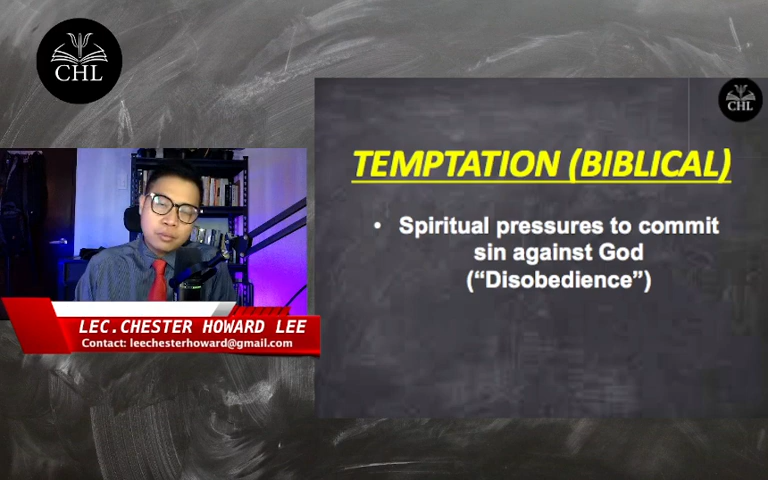 CHL
CHL
TEMPTATION (BIBLICAL)
• Spiritual pressures to commit
sin against God
(“Disobedience”)
LEC.CHESTER HOWARD LEE
Contact: leechesterhoward@gmail.com